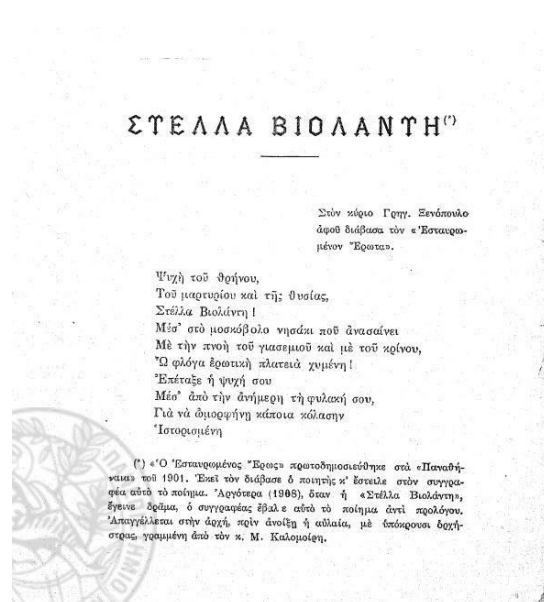 ΣΤΕΛΛΑ ΒΙΟΛΑΝΤΗ(*)
Στὸν κύριο Γρηγ. Ξενόπουλο
ἀφοῦ διάβασα τὸν «Ἐσταυρω-
μένον Ἔρωτα».
Ψυχὴ τοῦ θρήνου,
Τοῦ μαρτυρίου καὶ τῆς θυσίας,
Στέλλα Βιολάντη!
Μέσ' στὸ μοσκόβολο νησάκι ποῦ ἀνασαίνει
Μὲ τὴν πνοὴ τοῦ γιασεμιοῦ καὶ μὲ τοῦ κρίνου,
Ὢ φλόγα ἐρωτικὴ πλατειὰ χυμένη!
Ἐπέταξε ἡ ψυχή σου
Μέσ' ἀπὸ τὴν ἀνήμερη τὴ φυλακή σου,
Γιὰ νὰ ὠμορφήνῃ κάποια κόλασην
Ἱστορισμένη
(*) «Ὁ Ἐσταυρωμένος Ἔρως» πρωτοδημοσιεύθηκε στὰ «Παναθή-
ναια» τοῦ 1901. Ἐκεῖ τὸν διάβασε ὁ ποιητὴς κ' ἔστειλε στὸν συγγρα-
φέα αὐτὸ τὸ ποίημα. Ἀργότερα (1908), ὅταν ἡ «Στέλλα Βιολάντη»,
ἔγεινε δρᾶμα, ὁ συγγραφέας ἔβαλε αὐτὸ τὸ ποίημα ἀντὶ προλόγου.
Ἀπαγγέλλεται στὴν ἀρχή, πρὶν ἀνοίξῃ ἡ αὐλαία, μὲ ὑπόκρουσι ὀρχή-
στρας, γραμμένη ἀπὸ τὸν κ. Μ. Καλομοίρη.